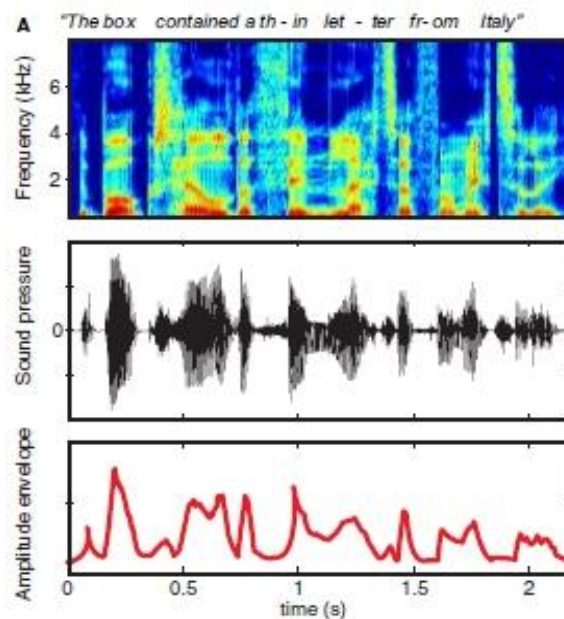 A "The box contained a th - in let - ter fr - om Italy"
Frequency (kHz)
6
4
2
Sound pressure
0
Amplitude envelope
0 0.5 1 1.5 2
time (s)